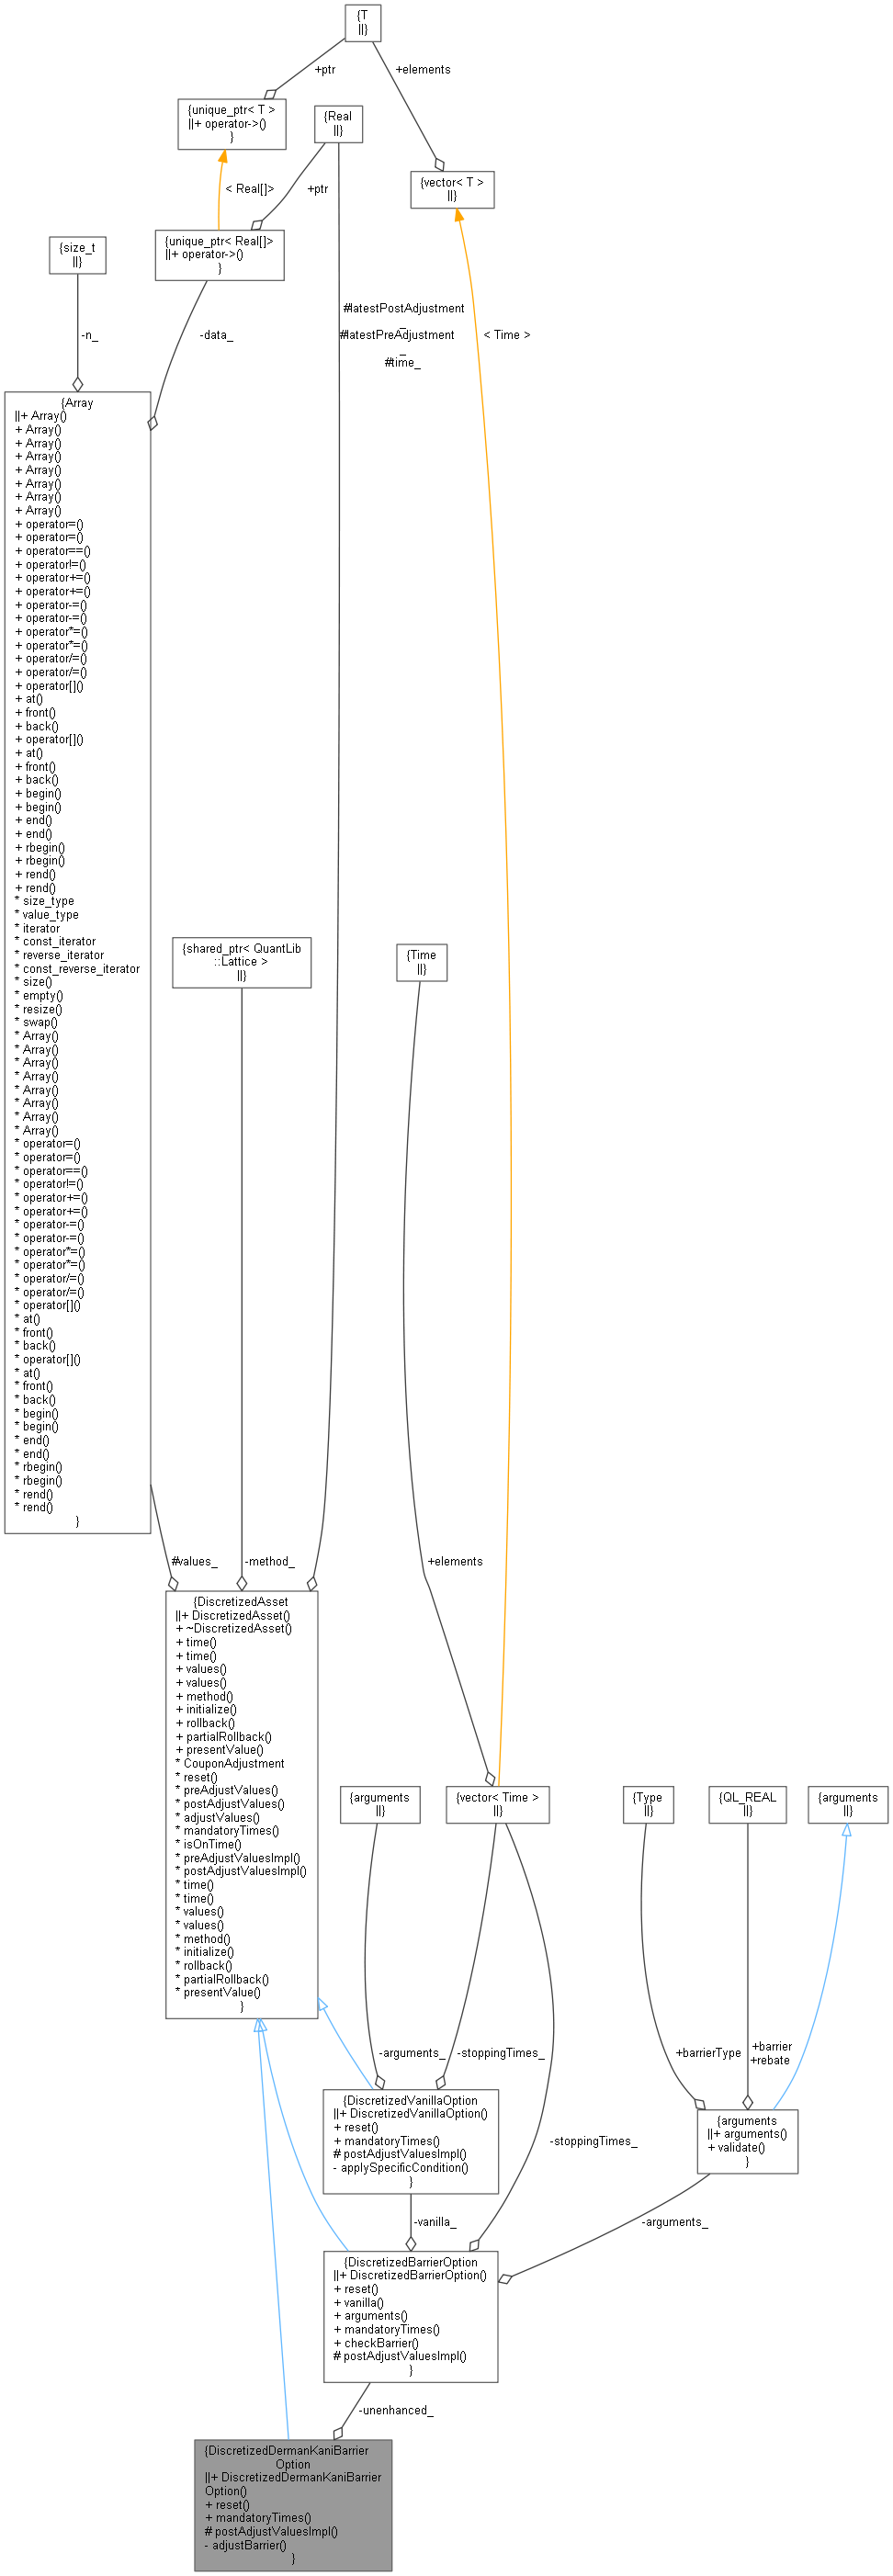 {T
||}
+ptr
+elements
{unique_ptr< T >
||+ operator->()
}
{Real
||}
{vector< T >
||}
< Real[]>
+ptr
{size_t
||}
{unique_ptr< Real[]>
||+ operator->()
}
-n_
-data_
#latestPostAdjustment
_
#latestPreAdjustment
_
#time_
< Time >
{Array
||+ Array()
+ Array()
+ Array()
+ Array()
+ Array()
+ Array()
+ Array()
+ Array()
+ operator=()
+ operator=()
+ operator==()
+ operator!=()
+ operator+=()
+ operator+=()
+ operator-=()
+ operator-=()
+ operator*=()
+ operator*=()
+ operator/=()
+ operator/=()
+ operator[]()
+ at()
+ front()
+ back()
+ operator[]()
+ at()
+ front()
+ back()
+ begin()
+ begin()
+ end()
+ end()
+ rbegin()
+ rbegin()
+ rend()
+ rend()
* size_type
* value_type
* iterator
* const_iterator
* reverse_iterator
* const_reverse_iterator
* size()
* empty()
* resize()
* swap()
* Array()
* Array()
* Array()
* Array()
* Array()
* Array()
* Array()
* Array()
* operator=()
* operator=()
* operator==()
* operator!=()
* operator+=()
* operator+=()
* operator-=()
* operator-=()
* operator*=()
* operator*=()
* operator/=()
* operator/=()
* operator[]()
* at()
* front()
* back()
* operator[]()
* at()
* front()
* back()
* begin()
* begin()
* end()
* end()
* rbegin()
* rbegin()
* rend()
* rend()
}
{shared_ptr< QuantLib
::Lattice >
||}
{Time
||}
#values_
-method_
+elements
{DiscretizedAsset
||+ DiscretizedAsset()
+ ~DiscretizedAsset()
+ time()
+ time()
+ values()
+ values()
+ method()
+ initialize()
+ rollback()
+ partialRollback()
+ presentValue()
* CouponAdjustment
* reset()
* preAdjustValues()
* postAdjustValues()
* adjustValues()
* mandatoryTimes()
* isOnTime()
* preAdjustValuesImpl()
* postAdjustValuesImpl()
* time()
* time()
* values()
* values()
* method()
* initialize()
* rollback()
* partialRollback()
* presentValue()
}
{arguments
||}
{vector< Time >
||}
{Type
||}
{QL_REAL
||}
{arguments
||}
-arguments_
-stoppingTimes_
+barrierType
+barrier
+rebate
{DiscretizedVanillaOption
||+ DiscretizedVanillaOption()
+ reset()
+ mandatoryTimes()
# postAdjustValuesImpl()
- applySpecificCondition()
}
-stoppingTimes_
{arguments
||+ arguments()
+ validate()
}
-vanilla_
-arguments_
{DiscretizedBarrierOption
||+ DiscretizedBarrierOption()
+ reset()
+ vanilla()
+ arguments()
+ mandatoryTimes()
+ checkBarrier()
# postAdjustValuesImpl()
}
-unenhanced_
{DiscretizedDermanKaniBarrier
Option
||+ DiscretizedDermanKaniBarrier
Option()
+ reset()
+ mandatoryTimes()
# postAdjustValuesImpl()
- adjustBarrier()
}